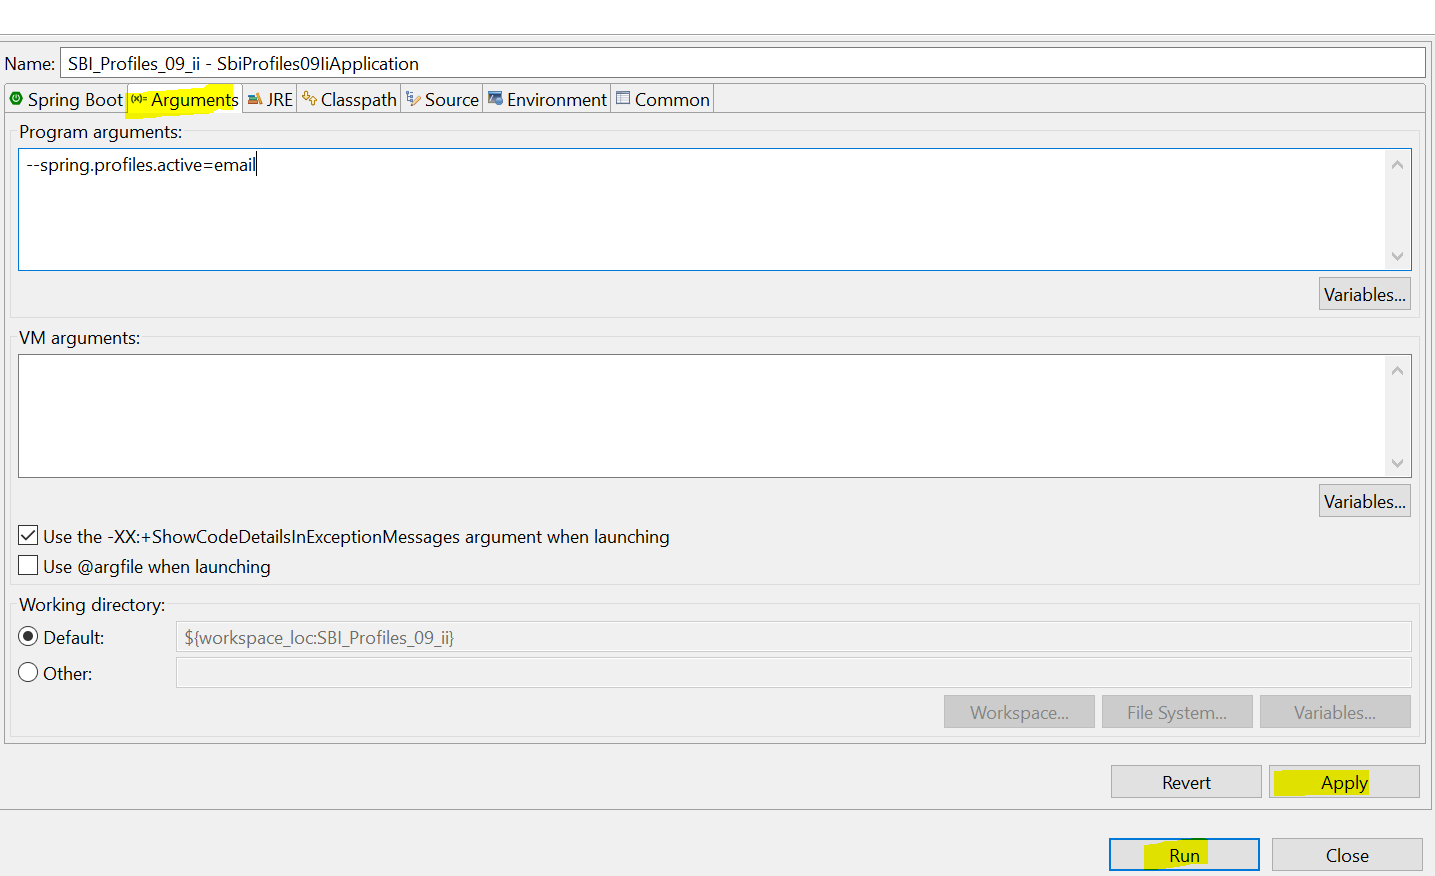 Name: SBI_Profiles_09_ii - SbiProfiles09IiApplication
Spring Boot (x)= Arguments JRE Classpath Source Environment Common
Program arguments:
--spring.profiles.active=email
Variables...
VM arguments:
Variables...
Use the -XX:+ShowCodeDetailsInExceptionMessages argument when launching
Use @argfile when launching
Working directory:
Default: ${workspace_loc:SBI_Profiles_09_ii}
Other:
Workspace... File System... Variables...
Revert Apply
Run Close